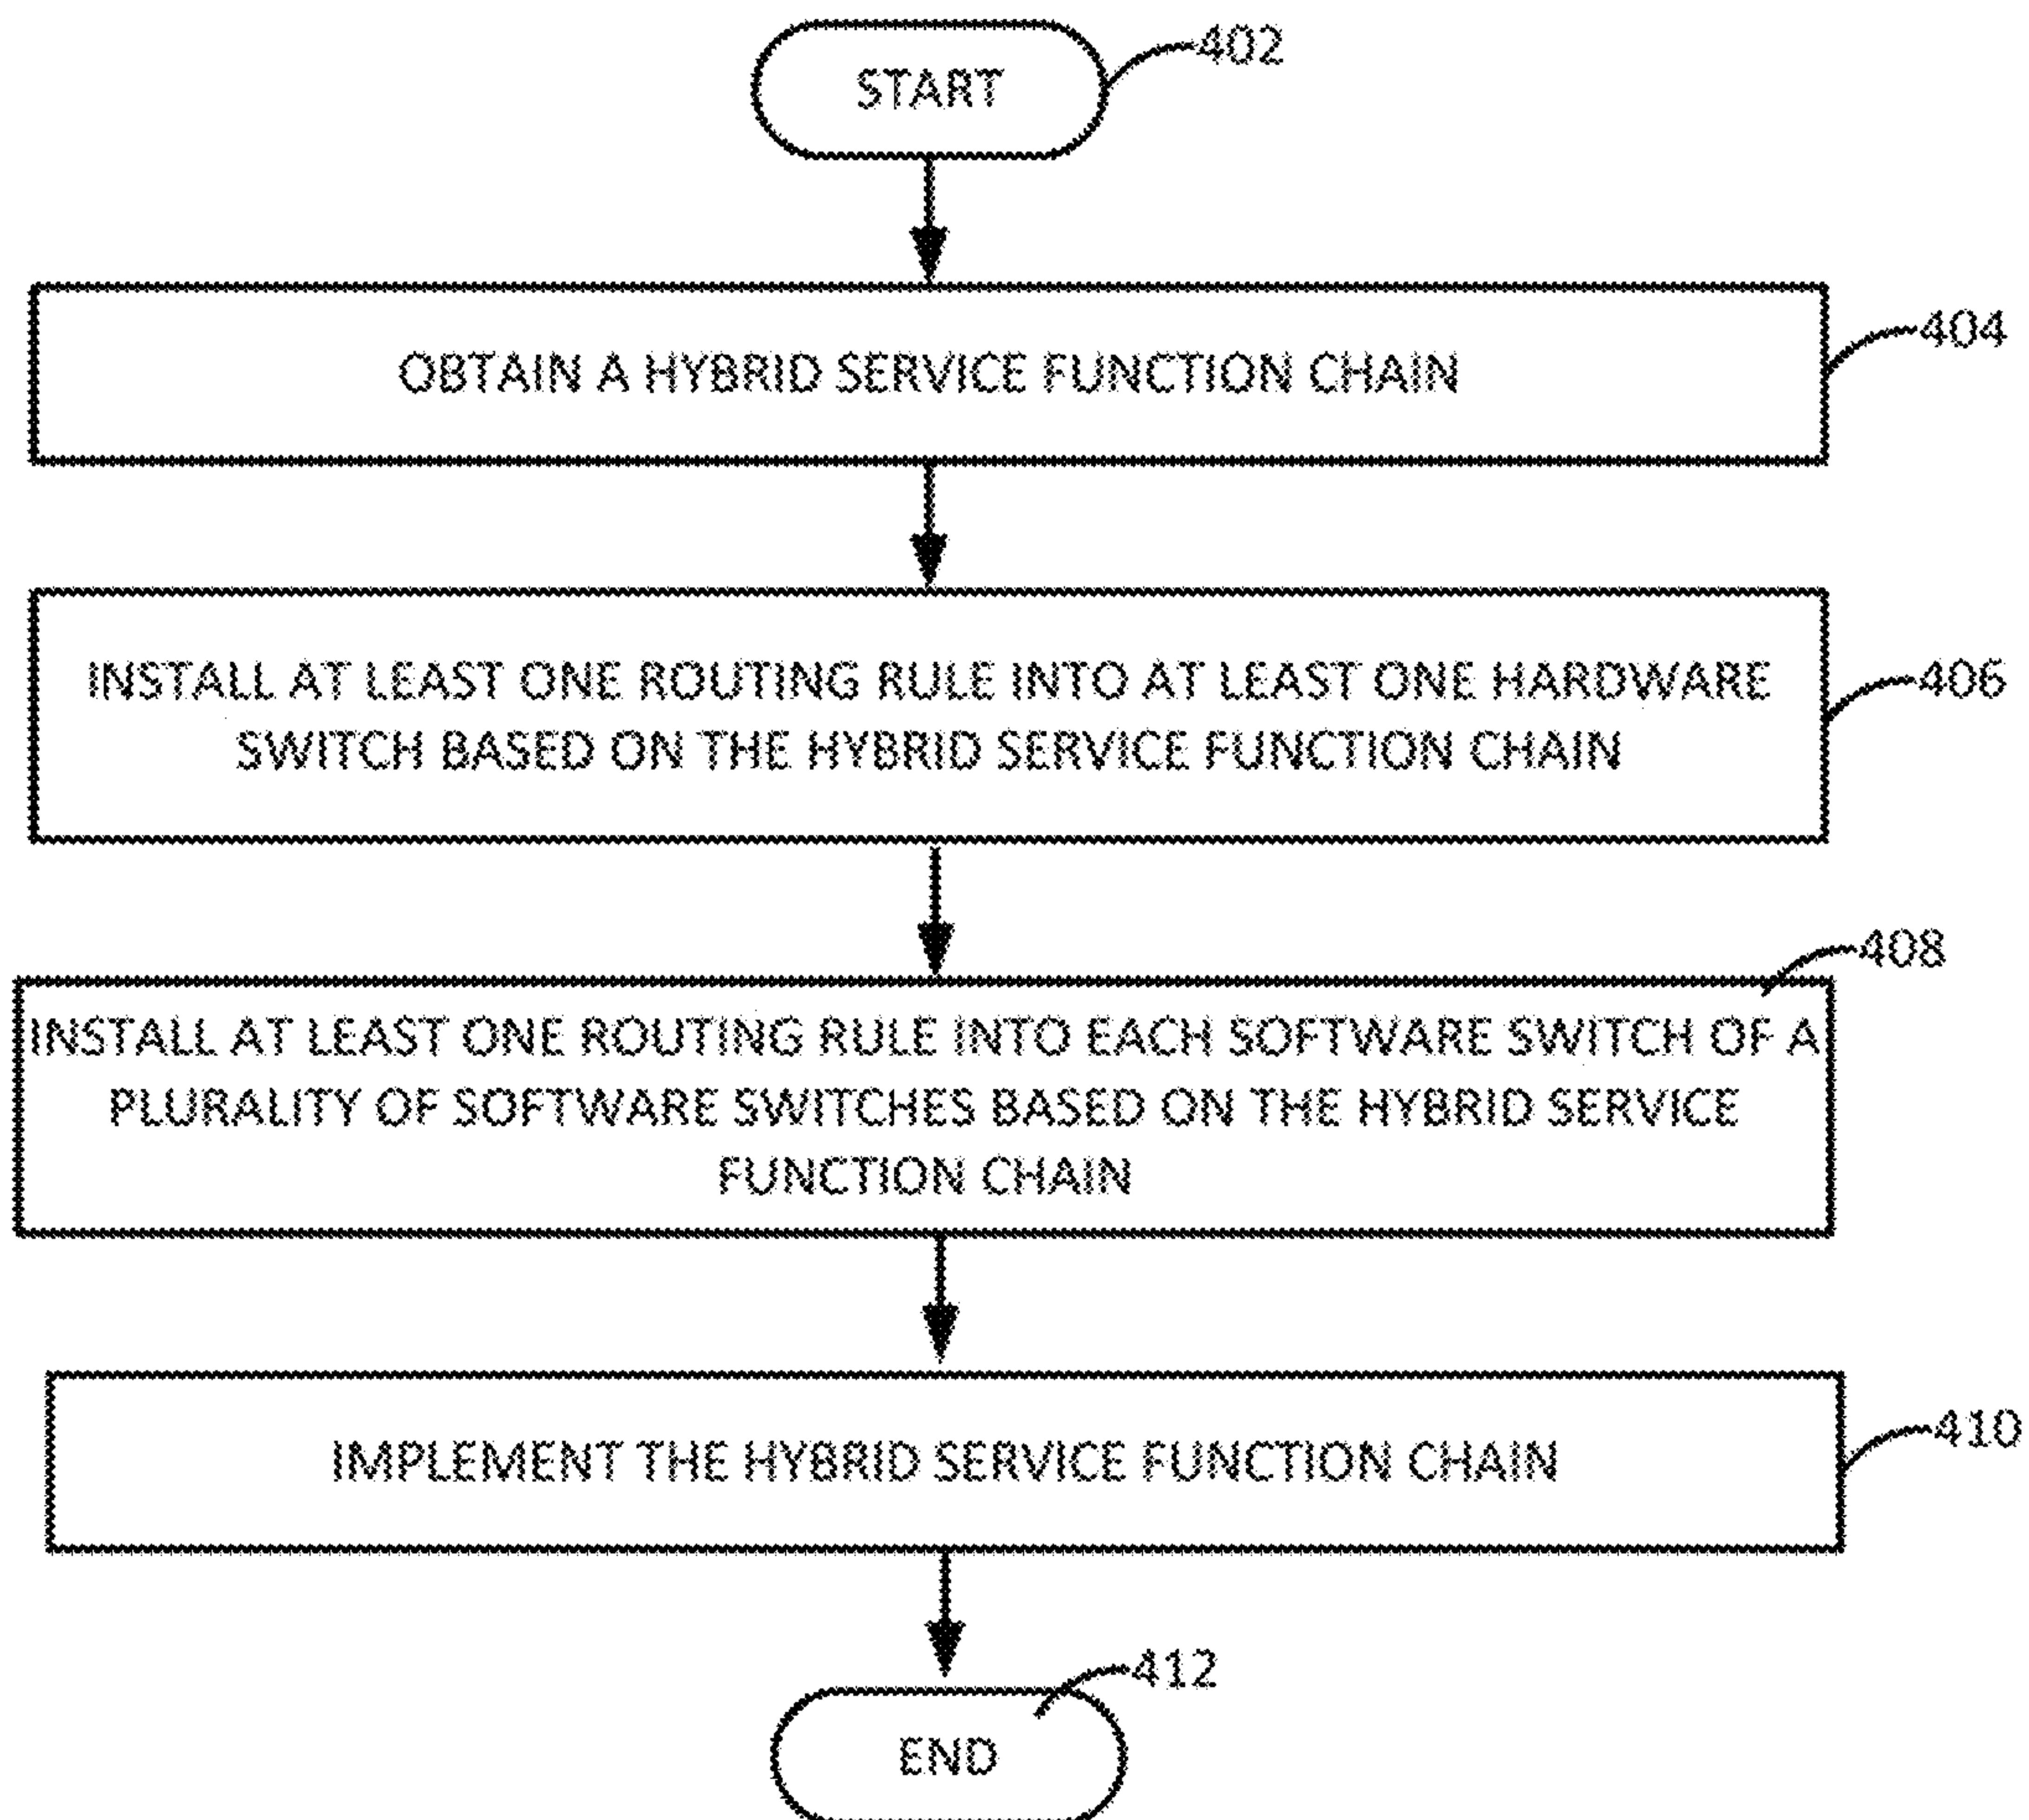 402
START
404
OBTAIN A HYBRID SERVICE FUNCTION CHAIN
406
INSTALL AT LEAST ONE ROUTING RULE INTO AT LEAST ONE HARDWARE
SWITCH BASED ON THE HYBRID SERVICE FUNCTION CHAIN
408
INSTALL AT LEAST ONE ROUTING RULE INTO EACH SOFTWARE SWITCH OF A
PLURALITY OF SOFTWARE SWITCHES BASED ON THE HYBRID SERVICE
FUNCTION CHAIN
410
IMPLEMENT THE HYBRID SERVICE FUNCTION CHAIN
412
END